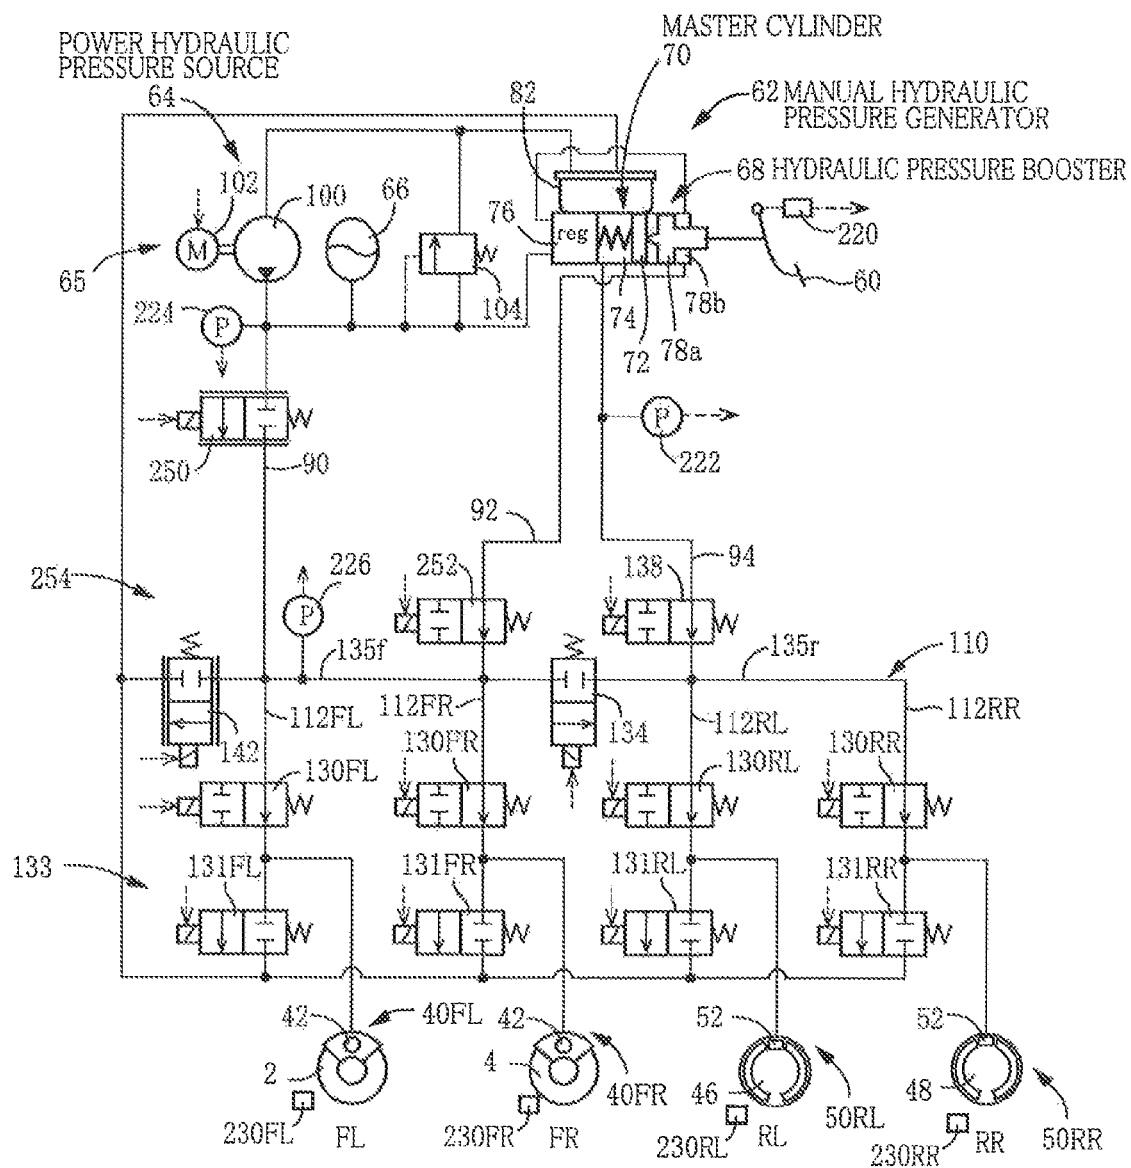 MASTER CYLINDER
70
POWER HYDRAULIC
PRESSURE SOURCE
64
82
62 MANUAL HYDRAULIC
PRESSURE GENERATOR
68 HYDRAULIC PRESSURE BOOSTER
102
100
66
76
reg
220
M
65
104
74
72
78a
78b
60
224
P
P
222
250
90
92
94
254
226
P
252
138
135f
135r
110
142
112FL
112FR
134
112RL
112RR
130FL
130FR
130RL
130RR
133
131FL
131FR
131RL
131RR
42
40FL
42
52
52
2
4
40FR
46
50RL
48
50RR
230FL
FL
230FR
FR
230RL
RL
230RR
RR